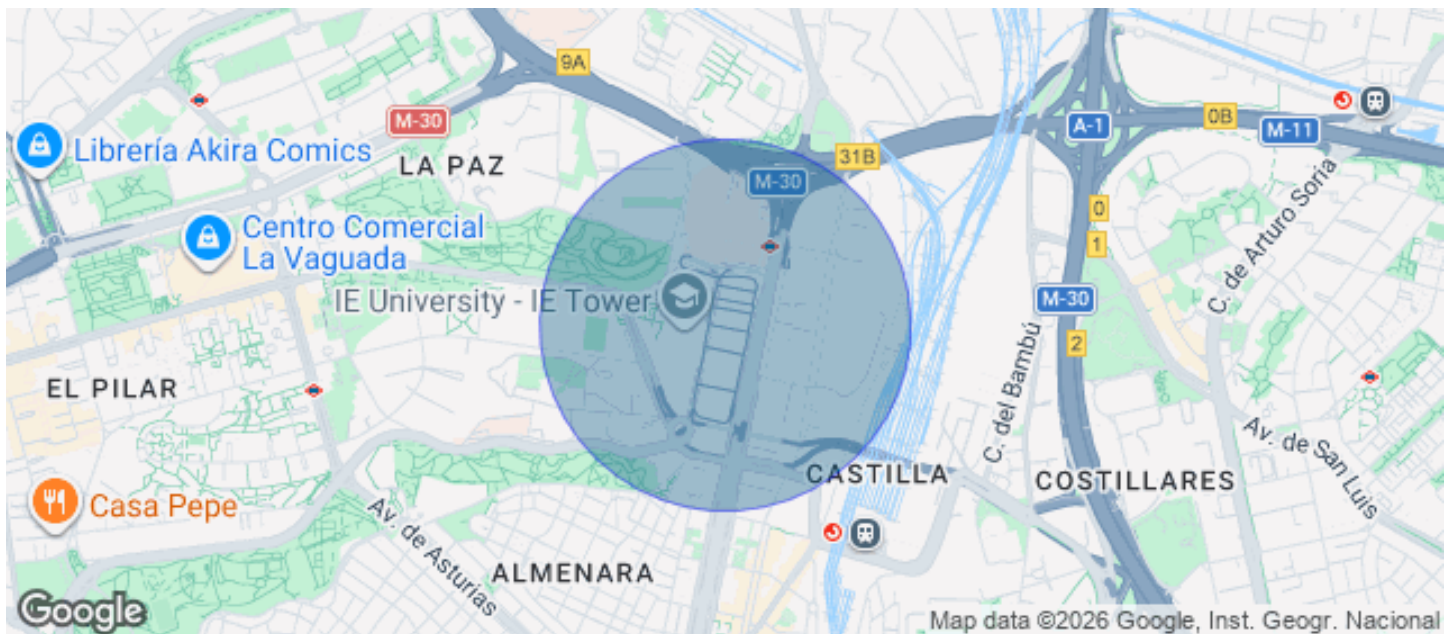 9A
M-30
LA PAZ
Librería Akira Comics
Centro Comercial
La Vaguada
31B
M-30
A-1
0B
M-11
0
1
C. de Arturo Soria
IE University - IE Tower
M-30
2
C. del Bambú
EL PILAR
Av. de San Luis
CASTILLA
COSTILLARES
Casa Pepe
Av. de Asturias
ALMENARA
Google
Map data ©2026 Google, Inst. Geogr. Nacional